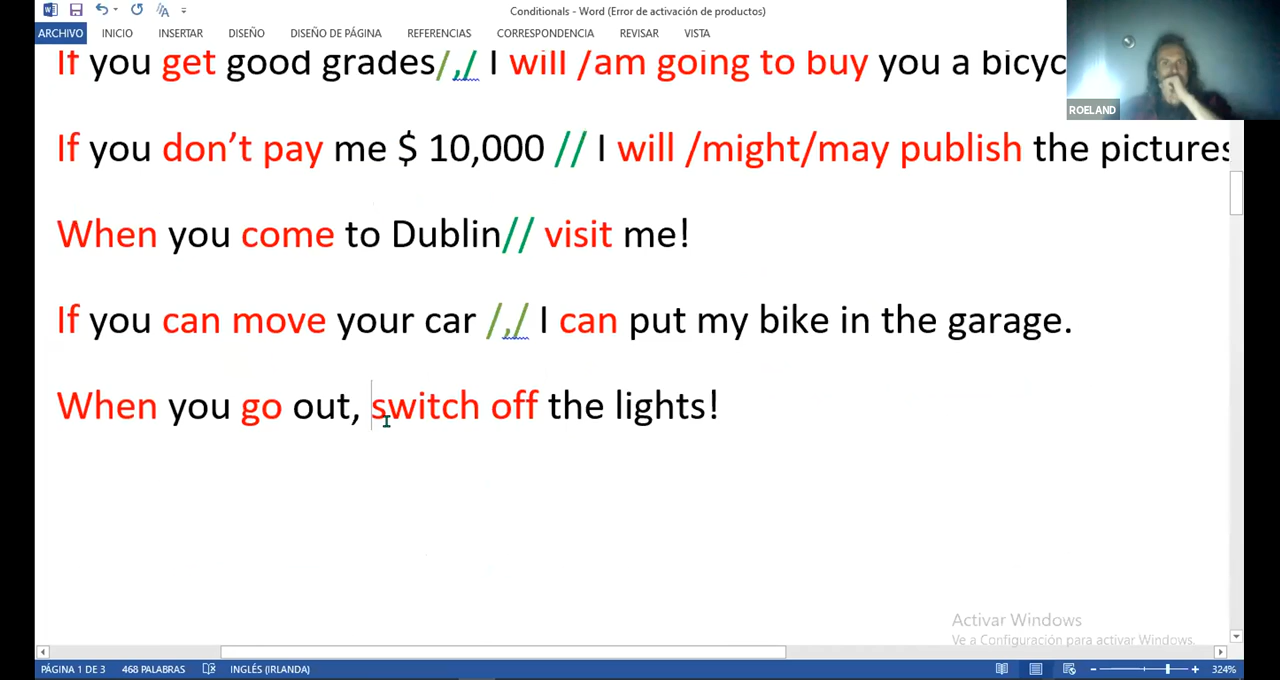 Conditionals - Word (Error de activación de productos)
ARCHIVO INICIO INSERTAR DISEÑO DISEÑO DE PÁGINA REFERENCIAS CORRESPONDENCIA REVISAR VISTA
If you get good grades/,/ I will /am going to buy you a bicyc
ROELAND
If you don’t pay me $ 10,000 // I will /might/may publish the pictures
When you come to Dublin// visit me!
If you can move your car /,/ I can put my bike in the garage.
When you go out, switch off the lights!
Activar Windows
Ve a Configuración para activar Windows.
PÁGINA 1 DE 3 468 PALABRAS INGLÉS (IRLANDA) 324%